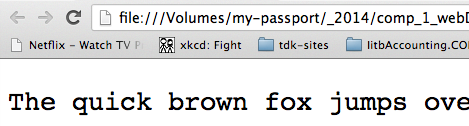 file:///Volumes/my-passport/_2014/comp_1_webD
Netflix – Watch TV P xkcd: Fight tdk-sites litbAccounting.CO
The quick brown fox jumps ove